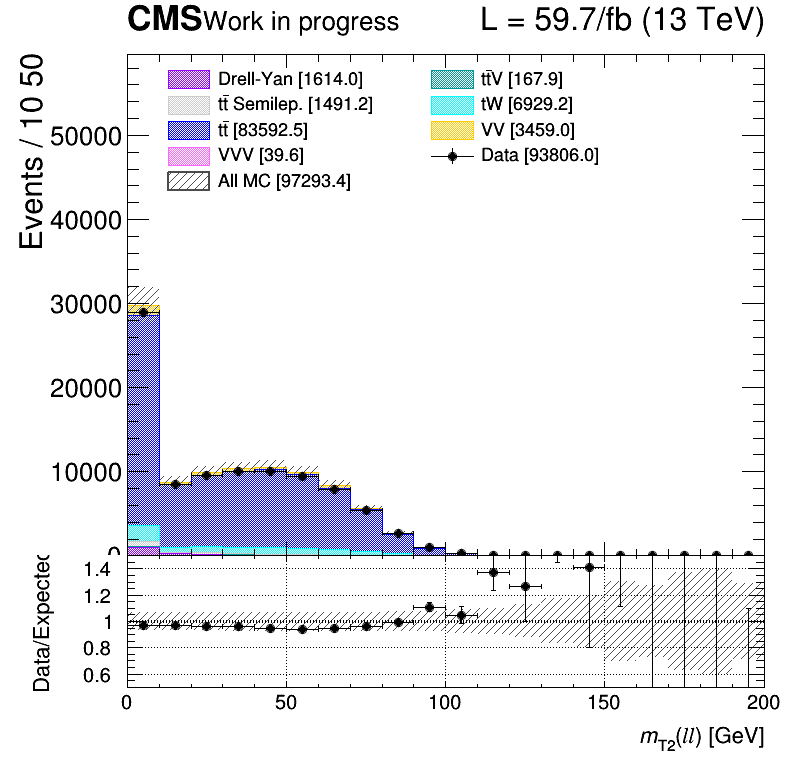 CMS Work in progress L = 59.7/fb (13 TeV)
Events / 10 50
Drell-Yan [1614.0]
tt̄ Semilep. [1491.2]
tt̄ [83592.5]
VVV [39.6]
All MC [97293.4]
tt̄V [167.9]
tW [6929.2]
VV [3459.0]
Data [93806.0]
50000
40000
30000
20000
10000
0
Data/Expected
1.4
1.2
1
0.8
0.6
0 50 100 150 200
mT2(ll) [GeV]